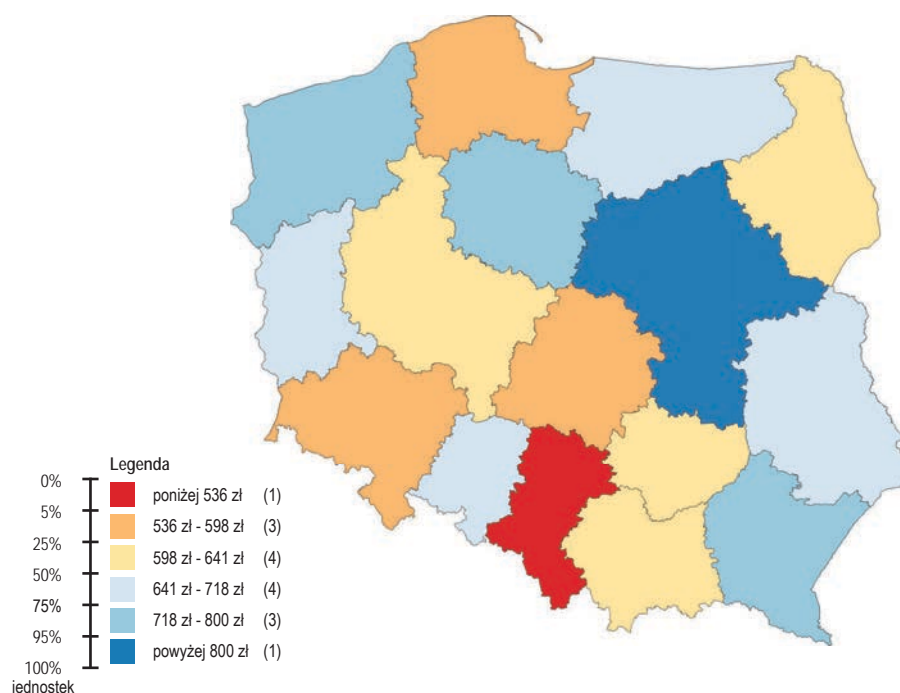 Legenda
0%
5%
25%
50%
75%
95%
100%
jednostek
poniżej 536 zł (1)
536 zł - 598 zł (3)
598 zł - 641 zł (4)
641 zł - 718 zł (4)
718 zł - 800 zł (3)
powyżej 800 zł (1)